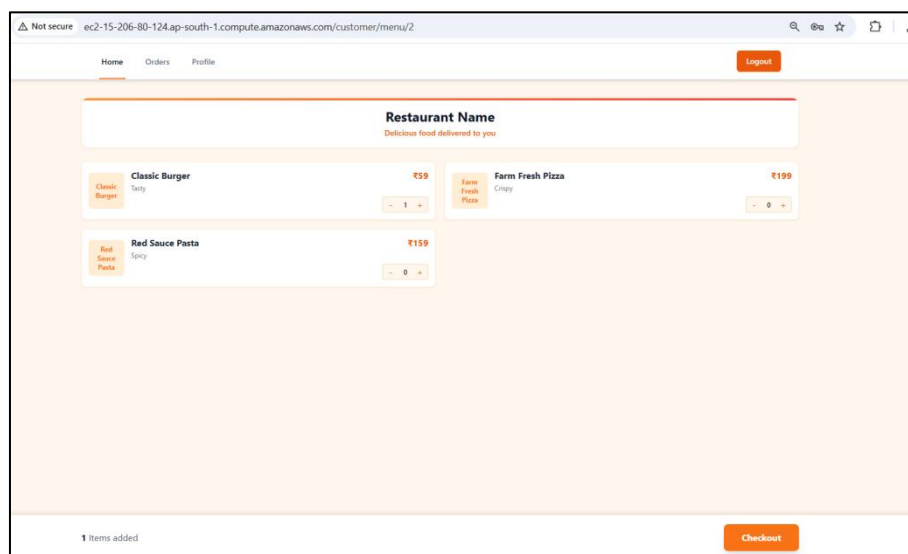 Not secure ec2-15-206-80-124.ap-south-1.compute.amazonaws.com/customer/menu/2
Home Orders Profile Logout
Restaurant Name
Delicious food delivered to you
Classic Burger
Classic Burger ₹59
Tasty
- 1 +
Farm Fresh Pizza
Farm Fresh Pizza ₹199
Crispy
- 0 +
Red Sauce Pasta
Red Sauce Pasta ₹159
Spicy
- 0 +
1 Items added Checkout